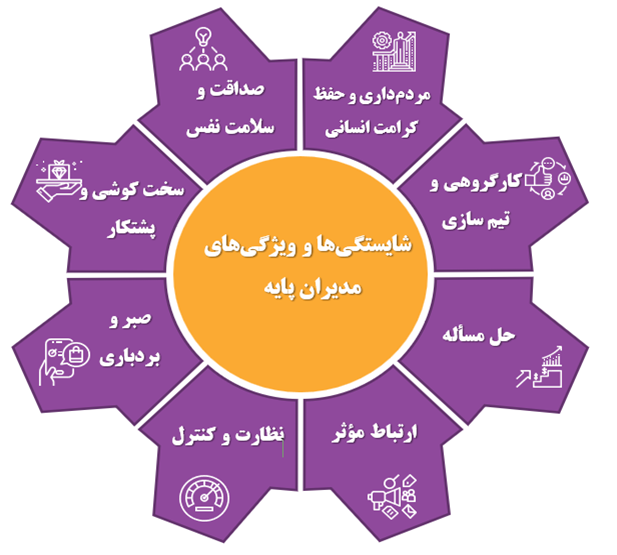 شایستگی‌ها و ویژگی‌های
مدیران پایه
مردم‌داری و حفظ
کرامت انسانی
کارگروهی و
تیم سازی
حل مسأله
ارتباط مؤثر
نظارت و کنترل
صبر و
بردباری
سخت کوشی و
پشتکار
صداقت و
سلامت نفس